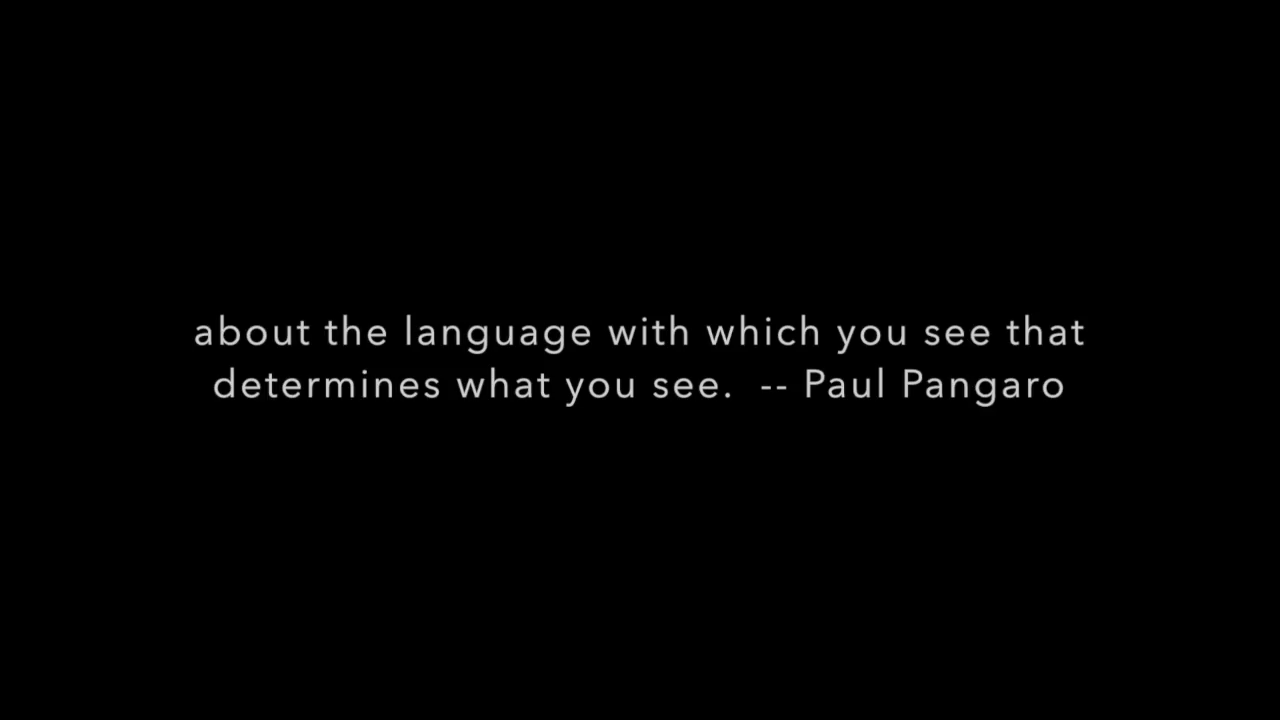 about the language with which you see that
determines what you see.  -- Paul Pangaro